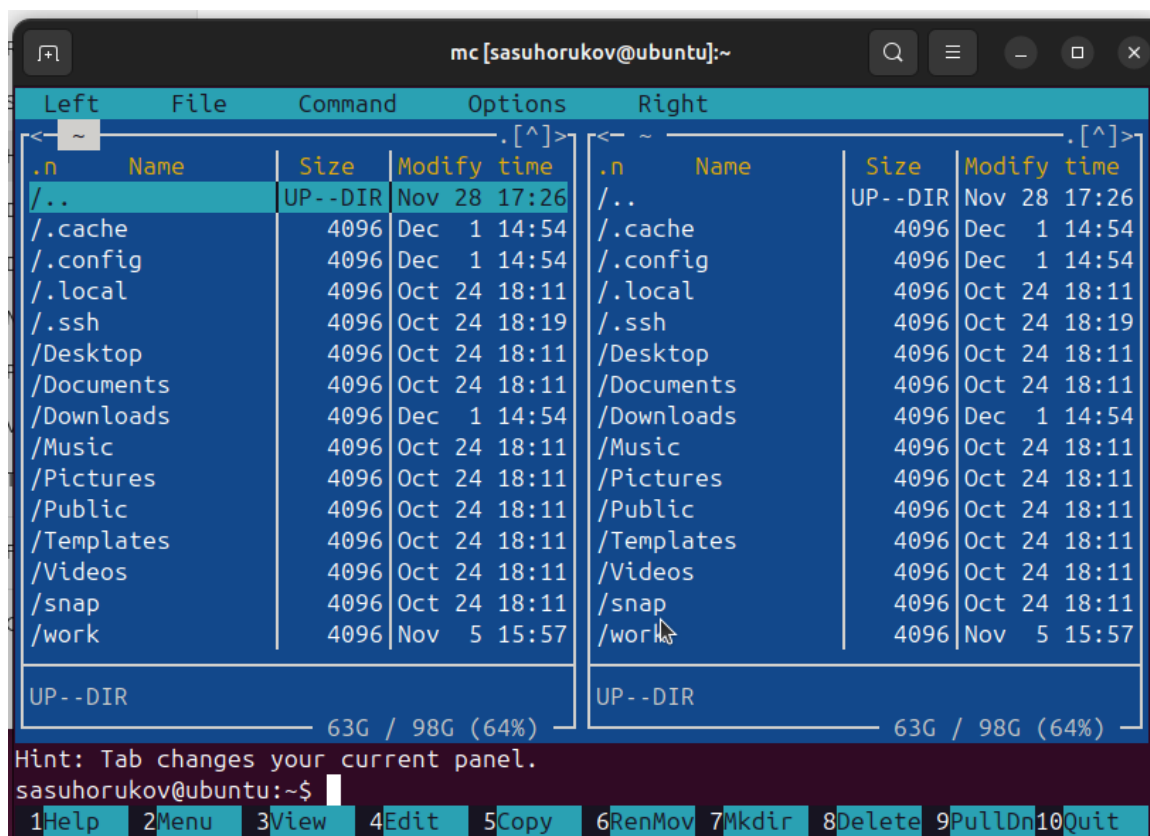 mc [sasuhorukov@ubuntu]:~
Left File Command Options Right
<- ~ .[^]> <- ~ .[^]>
.n Name Size Modify time .n Name Size Modify time
/.. UP--DIR Nov 28 17:26 /.. UP--DIR Nov 28 17:26
/.cache 4096 Dec 1 14:54 /.cache 4096 Dec 1 14:54
/.config 4096 Dec 1 14:54 /.config 4096 Dec 1 14:54
/.local 4096 Oct 24 18:11 /.local 4096 Oct 24 18:11
/.ssh 4096 Oct 24 18:19 /.ssh 4096 Oct 24 18:19
/Desktop 4096 Oct 24 18:11 /Desktop 4096 Oct 24 18:11
/Documents 4096 Oct 24 18:11 /Documents 4096 Oct 24 18:11
/Downloads 4096 Dec 1 14:54 /Downloads 4096 Dec 1 14:54
/Music 4096 Oct 24 18:11 /Music 4096 Oct 24 18:11
/Pictures 4096 Oct 24 18:11 /Pictures 4096 Oct 24 18:11
/Public 4096 Oct 24 18:11 /Public 4096 Oct 24 18:11
/Templates 4096 Oct 24 18:11 /Templates 4096 Oct 24 18:11
/Videos 4096 Oct 24 18:11 /Videos 4096 Oct 24 18:11
/snap 4096 Oct 24 18:11 /snap 4096 Oct 24 18:11
/work 4096 Nov 5 15:57 /work 4096 Nov 5 15:57
UP--DIR UP--DIR
63G / 98G (64%) 63G / 98G (64%)
Hint: Tab changes your current panel.
sasuhorukov@ubuntu:~$
1Help 2Menu 3View 4Edit 5Copy 6RenMov 7Mkdir 8Delete 9PullDn 10Quit